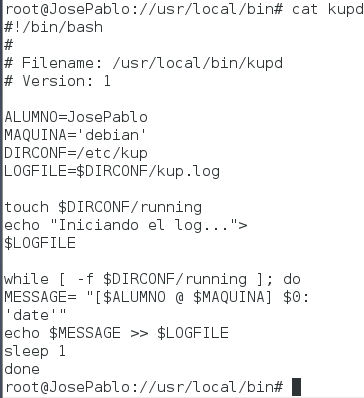 root@JosePablo://usr/local/bin# cat kupd
#!/bin/bash
#
# Filename: /usr/local/bin/kupd
# Version: 1

ALUMNO=JosePablo
MAQUINA='debian'
DIRCONF=/etc/kup
LOGFILE=$DIRCONF/kup.log

touch $DIRCONF/running
echo "Iniciando el log...">
$LOGFILE

while [ -f $DIRCONF/running ]; do
MESSAGE= "[$ALUMNO @ $MAQUINA] $0:
'date'"
echo $MESSAGE >> $LOGFILE
sleep 1
done
root@JosePablo://usr/local/bin#